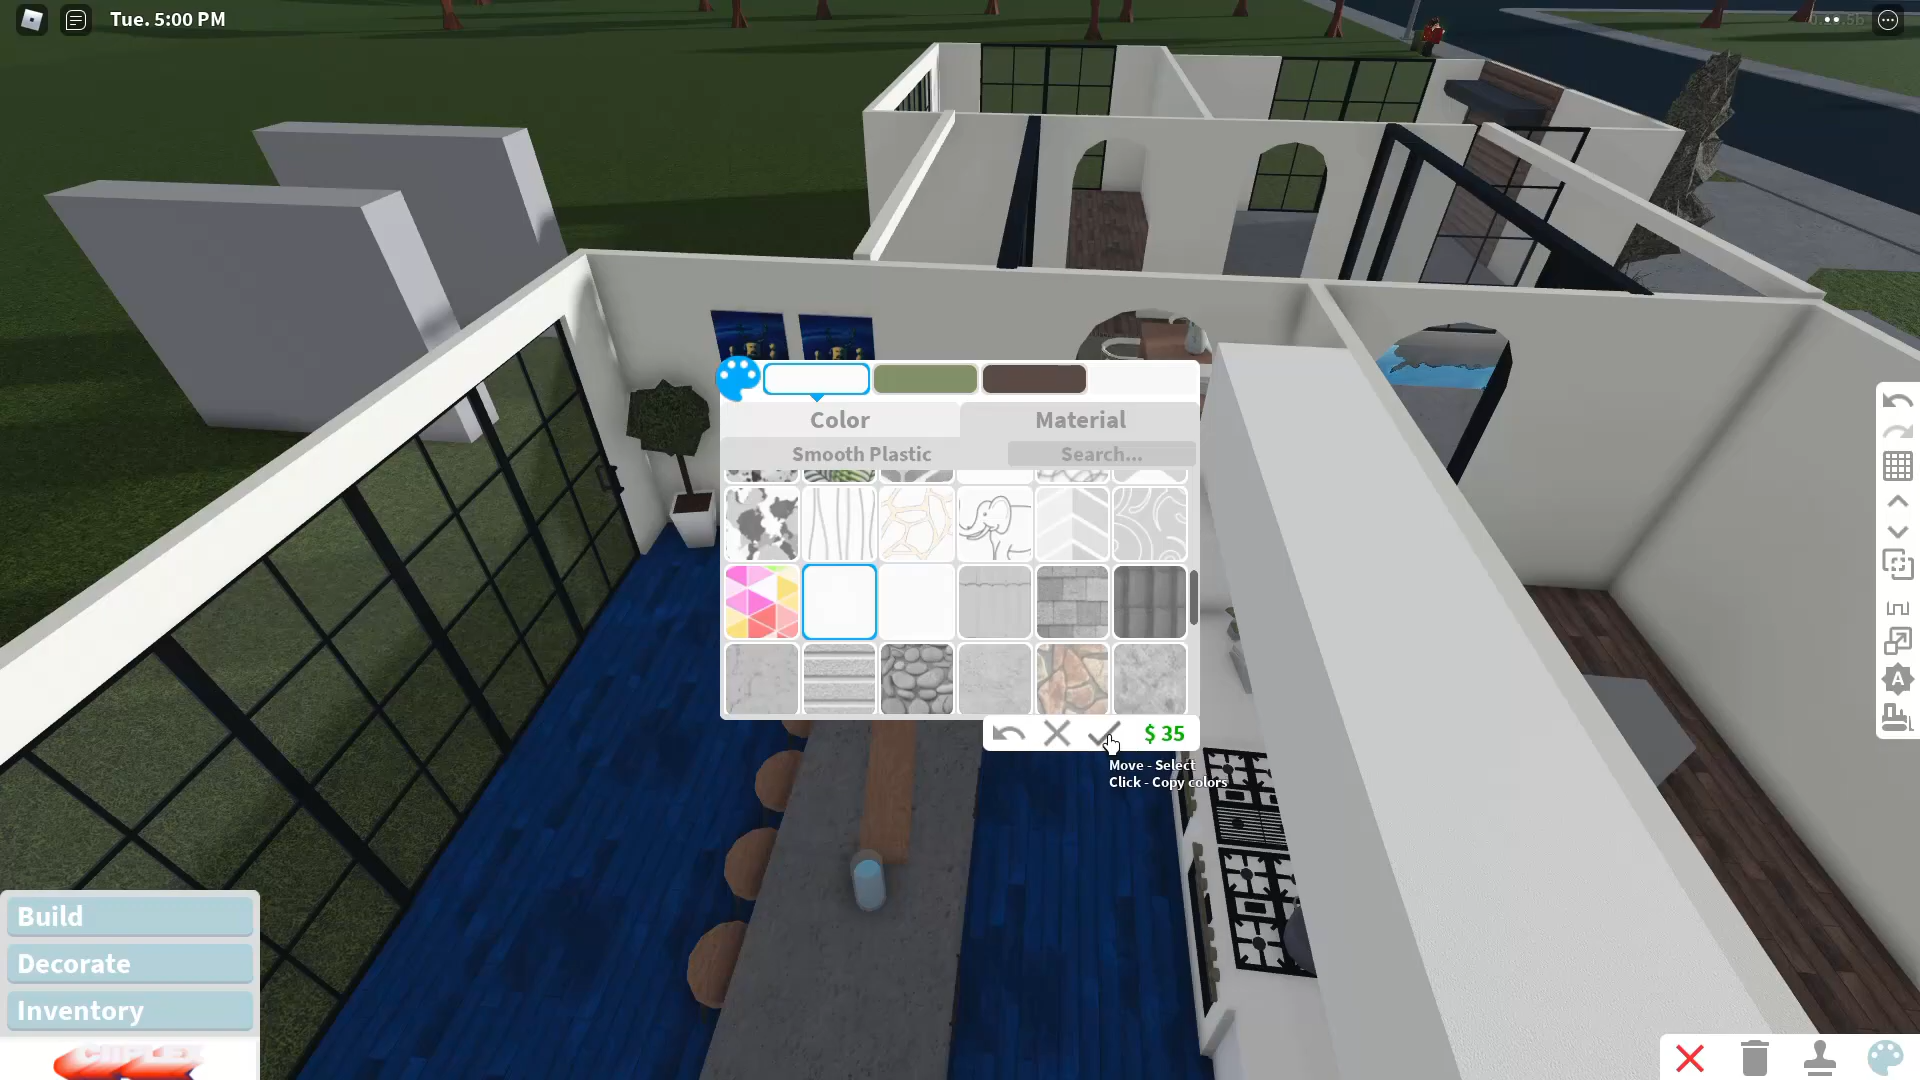 Tue. 5:00 PM
Color
Material
Smooth Plastic
Search...
$ 35
Move - Select
Click - Copy colors
Build
Decorate
Inventory
A